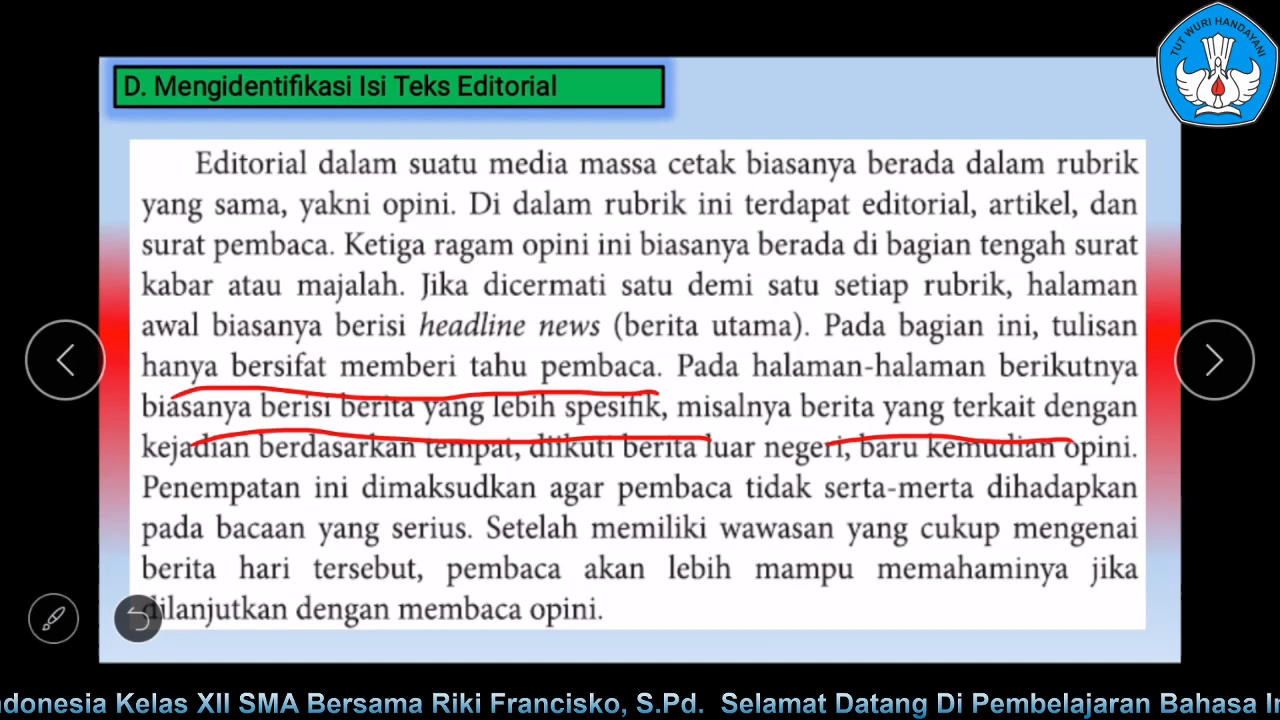 TUT WURI HANDAYANI
D. Mengidentifikasi Isi Teks Editorial
Editorial dalam suatu media massa cetak biasanya berada dalam rubrik
yang sama, yakni opini. Di dalam rubrik ini terdapat editorial, artikel, dan
surat pembaca. Ketiga ragam opini ini biasanya berada di bagian tengah surat
kabar atau majalah. Jika dicermati satu demi satu setiap rubrik, halaman
awal biasanya berisi headline news (berita utama). Pada bagian ini, tulisan
hanya bersifat memberi tahu pembaca. Pada halaman-halaman berikutnya
biasanya berisi berita yang lebih spesifik, misalnya berita yang terkait dengan
kejadian berdasarkan tempat, diikuti berita luar negeri, baru kemudian opini.
Penempatan ini dimaksudkan agar pembaca tidak serta-merta dihadapkan
pada bacaan yang serius. Setelah memiliki wawasan yang cukup mengenai
berita hari tersebut, pembaca akan lebih mampu memahaminya jika
dilanjutkan dengan membaca opini.
ndonesia Kelas XII SMA Bersama Riki Francisko, S.Pd. Selamat Datang Di Pembelajaran Bahasa In